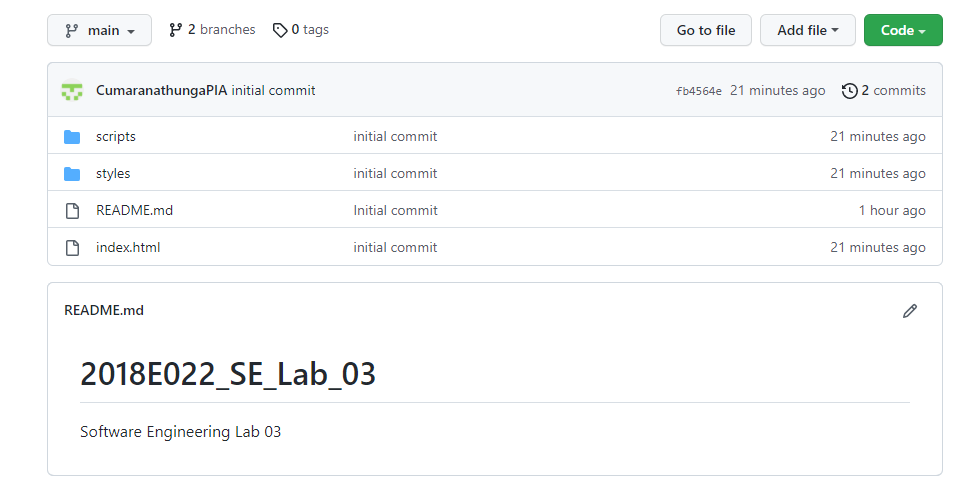 main 2 branches 0 tags Go to file Add file Code
CumaranathungaPIA initial commit fb4564e 21 minutes ago 2 commits
scripts initial commit 21 minutes ago
styles initial commit 21 minutes ago
README.md Initial commit 1 hour ago
index.html initial commit 21 minutes ago
README.md
2018E022_SE_Lab_03
Software Engineering Lab 03